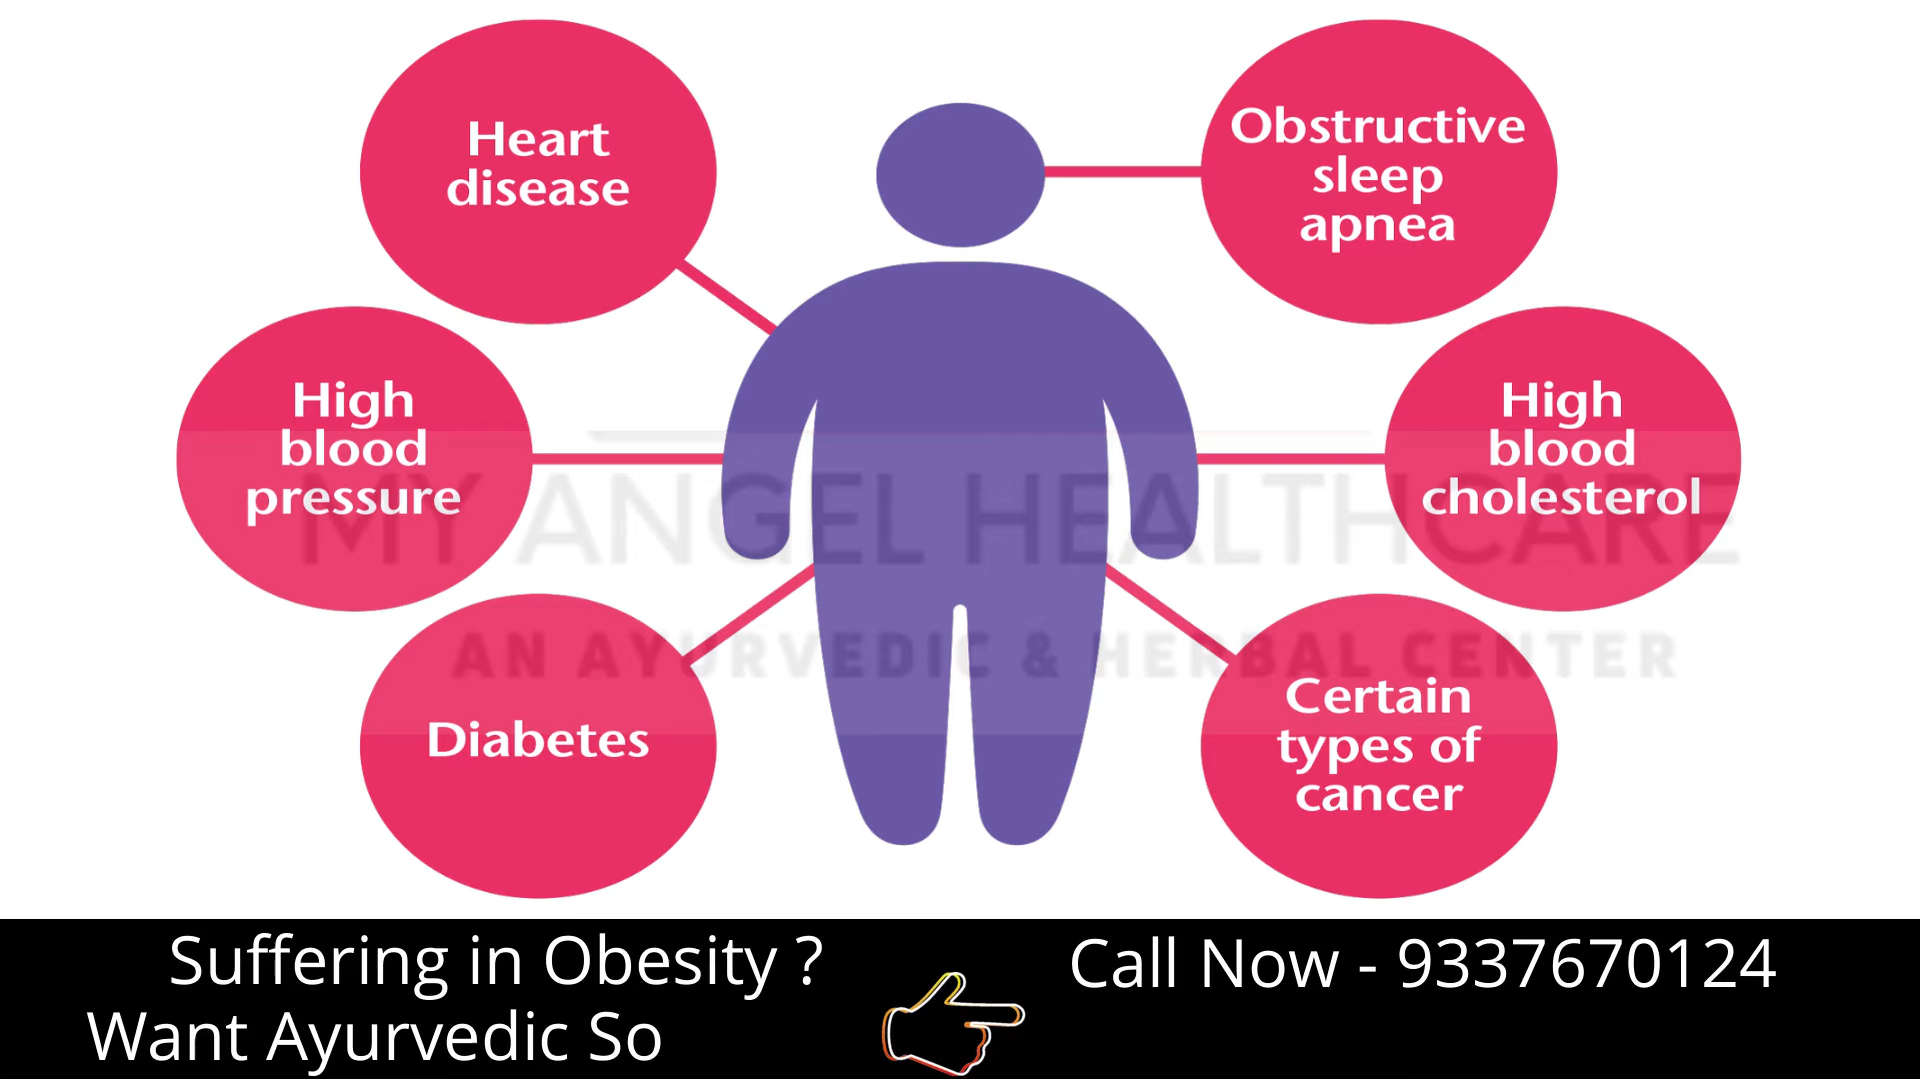 Heart
disease
Obstructive
sleep
apnea
High
blood
pressure
High
blood
cholesterol
MY ANGEL HEALTHCARE
AN AYURVEDIC & HERBAL CENTER
Diabetes
Certain
types of
cancer
Suffering in Obesity ?
Want Ayurvedic So
Call Now - 9337670124